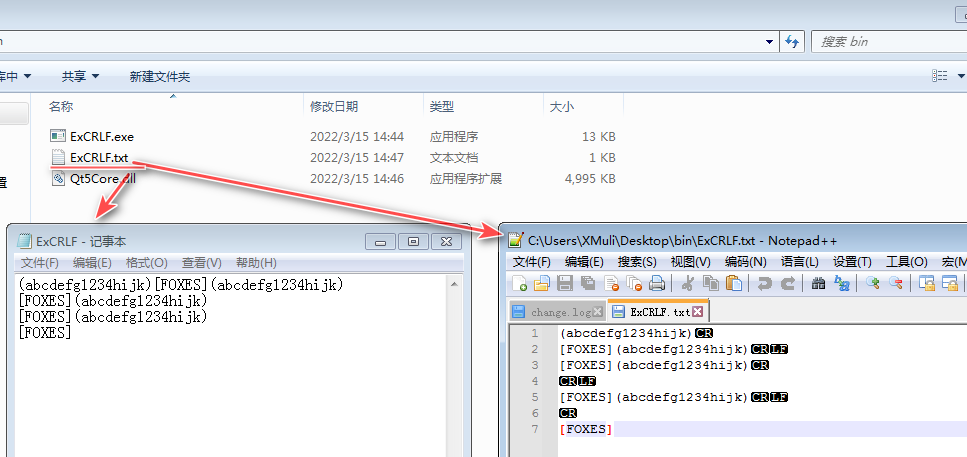 搜索 bin
库中 共享 新建文件夹
名称 修改日期 类型 大小
ExCRLF.exe 2022/3/15 14:44 应用程序 13 KB
ExCRLF.txt 2022/3/15 14:47 文本文档 1 KB
Qt5Core.dll 2022/3/15 14:46 应用程序扩展 4,995 KB
置
ExCRLF - 记事本
文件(F) 编辑(E) 格式(O) 查看(V) 帮助(H)
(abcdefg1234hijk)[FOXES](abcdefg1234hijk)
[FOXES](abcdefg1234hijk)
[FOXES](abcdefg1234hijk)
[FOXES]
C:\Users\XMuli\Desktop\bin\ExCRLF.txt - Notepad++
文件(F) 编辑(E) 搜索(S) 视图(V) 编码(N) 语言(L) 设置(T) 工具(O) 宏(M
change.log ExCRLF.txt
1 (abcdefg1234hijk)CR
2 [FOXES](abcdefg1234hijk)CRLF
3 [FOXES](abcdefg1234hijk)CR
4 CRLF
5 [FOXES](abcdefg1234hijk)CRLF
6 CR
7 [FOXES]